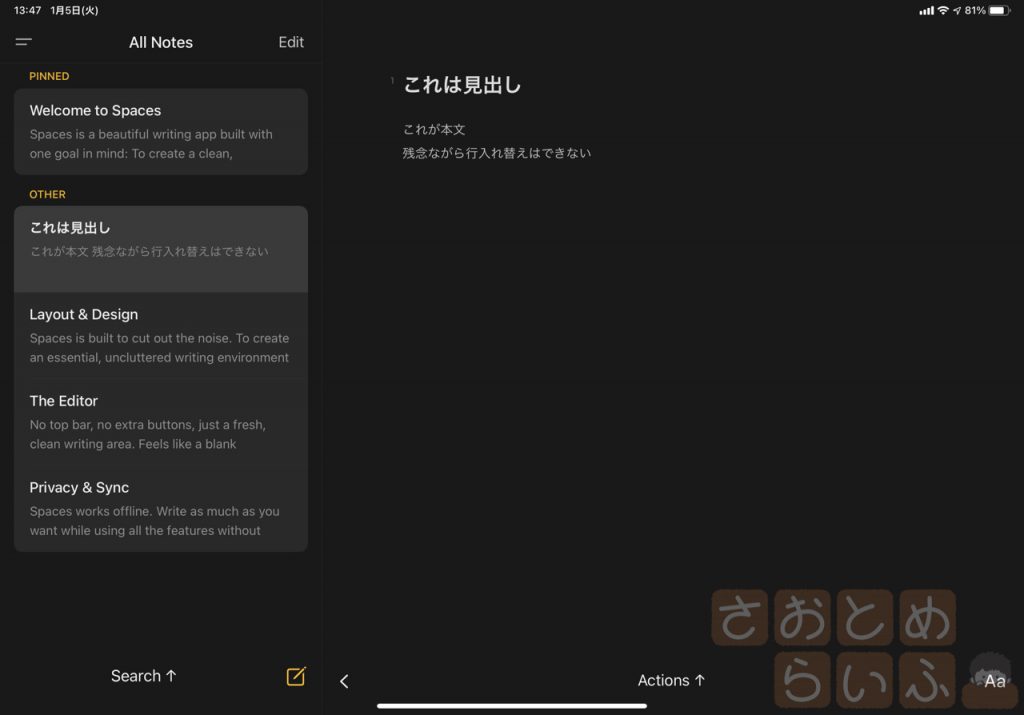 13:47 1月5日(火)
81%
All Notes
Edit
PINNED
Welcome to Spaces
Spaces is a beautiful writing app built with
one goal in mind: To create a clean,
OTHER
これは見出し
これが本文 残念ながら行入れ替えはできない
Layout & Design
Spaces is built to cut out the noise. To create
an essential, uncluttered writing environment
The Editor
No top bar, no extra buttons, just a fresh,
clean writing area. Feels like a blank
Privacy & Sync
Spaces works offline. Write as much as you
want while using all the features without
Search ↑
1 これは見出し
これが本文
残念ながら行入れ替えはできない
Actions ↑
Aa
さおとめ
らいふ